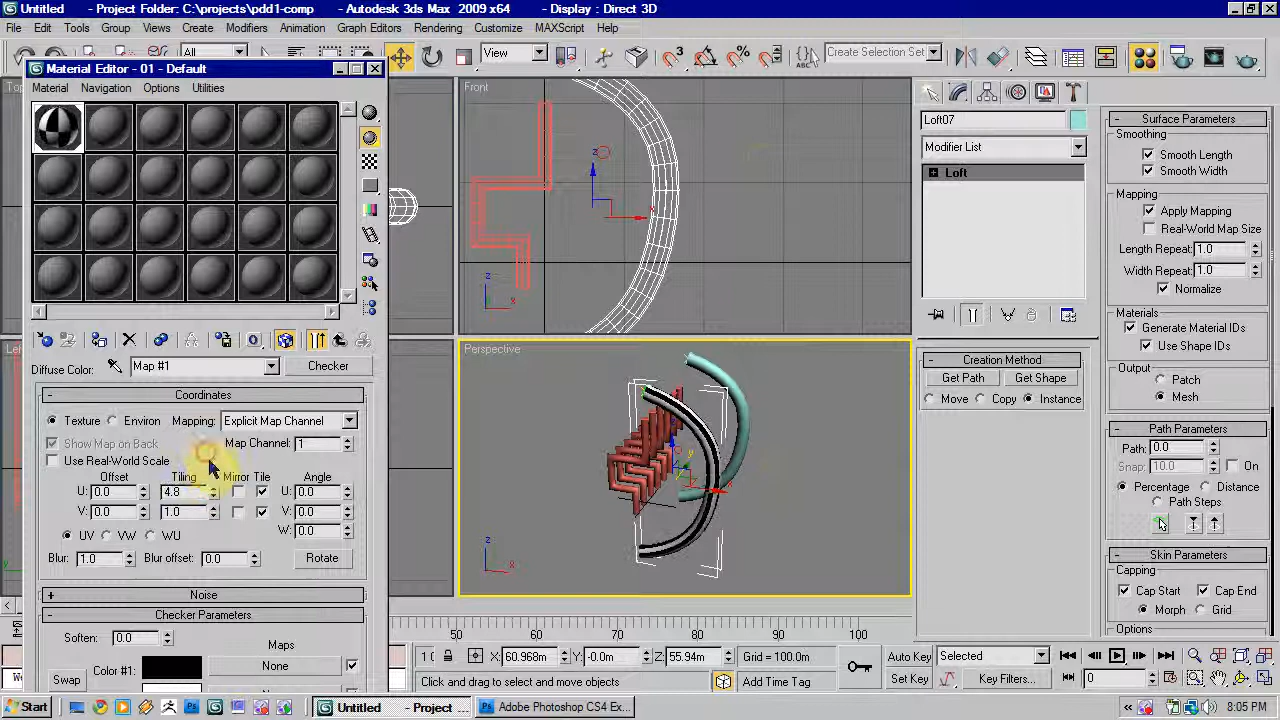 Untitled - Project Folder: C:\projects\pdd1-comp - Autodesk 3ds Max 2009 x64 - Display : Direct 3D
File Edit Tools Group Views Create Modifiers Animation Graph Editors Rendering Customize MAXScript Help
All View 3 % ABC Create Selection Set
Material Editor - 01 - Default
Material Navigation Options Utilities
Front
z
x
z
x
Diffuse Color: Map #1 Checker
- Coordinates
Texture Environ Mapping: Explicit Map Channel
Show Map on Back Map Channel: 1
Use Real-World Scale
Offset Tiling Mirror Tile Angle
U: 0.0 4.8 U: 0.0
V: 0.0 1.0 V: 0.0
UV VW WU W: 0.0
Blur: 1.0 Blur offset: 0.0 Rotate
+ Noise
- Checker Parameters
Soften: 0.0 Maps
Color #1: None
Swap
Perspective
z
y
x
z
x
Loft07
Modifier List
+ Loft
- Creation Method
Get Path Get Shape
Move Copy Instance
- Surface Parameters
Smoothing
Smooth Length
Smooth Width
Mapping
Apply Mapping
Real-World Map Size
Length Repeat: 1.0
Width Repeat: 1.0
Normalize
Materials
Generate Material IDs
Use Shape IDs
Output
Patch
Mesh
- Path Parameters
Path: 0.0
Snap: 10.0 On
Percentage Distance
Path Steps
- Skin Parameters
Capping
Cap Start Cap End
Morph Grid
Options
50 60 70 80 90 100
X: 60.968m Y: -0.0m Z: 55.94m Grid = 100.0m Auto Key Selected
Click and drag to select and move objects Add Time Tag Set Key Key Filters... 0
Start Untitled - Project ... Adobe Photoshop CS4 Ex... « 8:05 PM